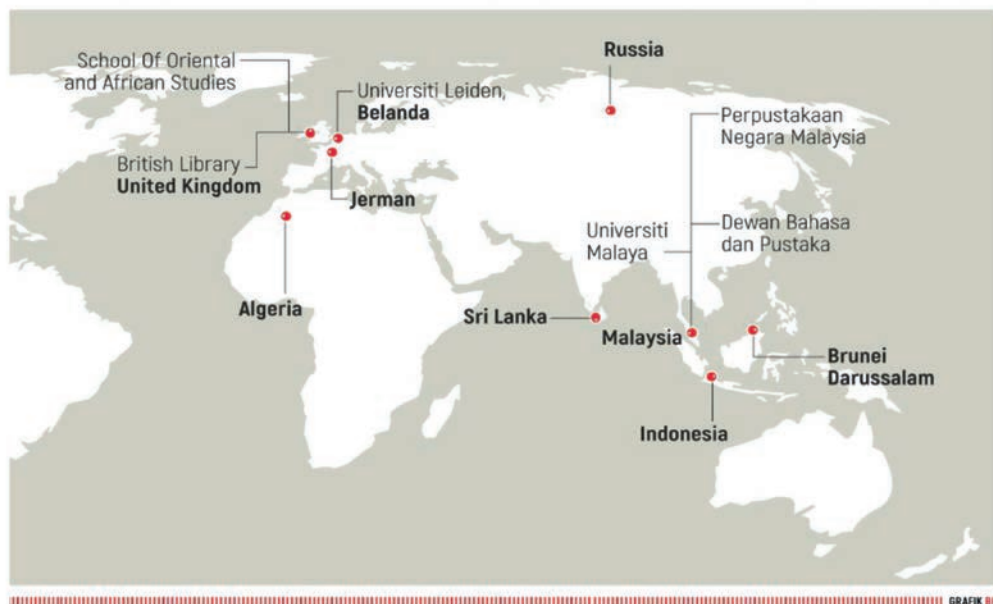 School Of Oriental
and African Studies
Universiti Leiden,
Belanda
Russia
Perpustakaan
Negara Malaysia
British Library
United Kingdom
Jerman
Universiti
Malaya
Dewan Bahasa
dan Pustaka
Algeria
Sri Lanka
Malaysia
Brunei
Darussalam
Indonesia
GRAFIK